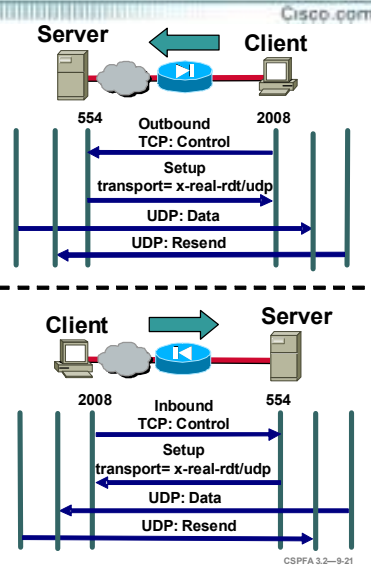 Cisco.com
Server
Client
554
2008
Outbound
TCP: Control
Setup
transport= x-real-rdt/udp
UDP: Data
UDP: Resend
Client
Server
2008
554
Inbound
TCP: Control
Setup
transport= x-real-rdt/udp
UDP: Data
UDP: Resend
CSPFA 3.2—9-21